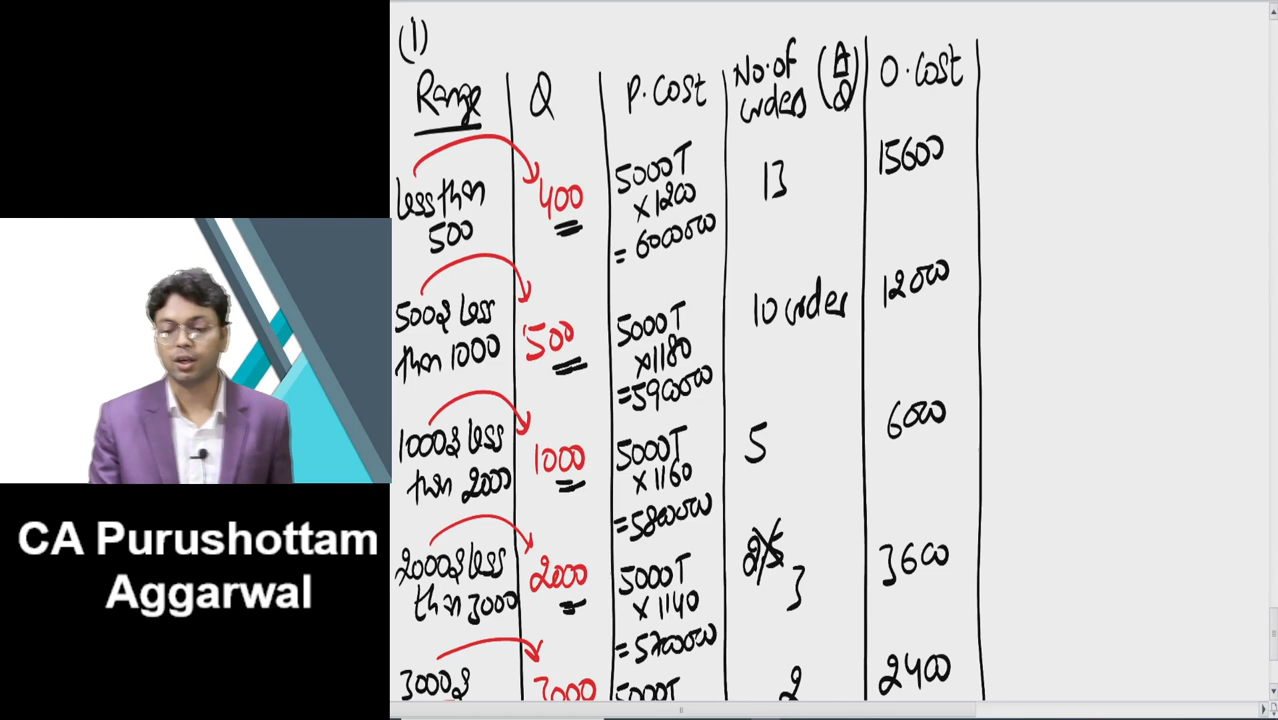 (1)
Range
Q
P. Cost
No. of
orders (A/Q)
O. Cost
less than
500
400
5000T
×1200
= 6000000
13
15600
500 & less
than 1000
500
5000T
×1180
= 5900000
10 order
12000
1000 & less
than 2000
1000
5000T
×1160
= 5800000
5
6000
2000 & less
than 3000
2000
5000T
×1140
= 5700000
2.5
3
3600
3000 &
3000
5000T
2
2400
CA Purushottam
Aggarwal